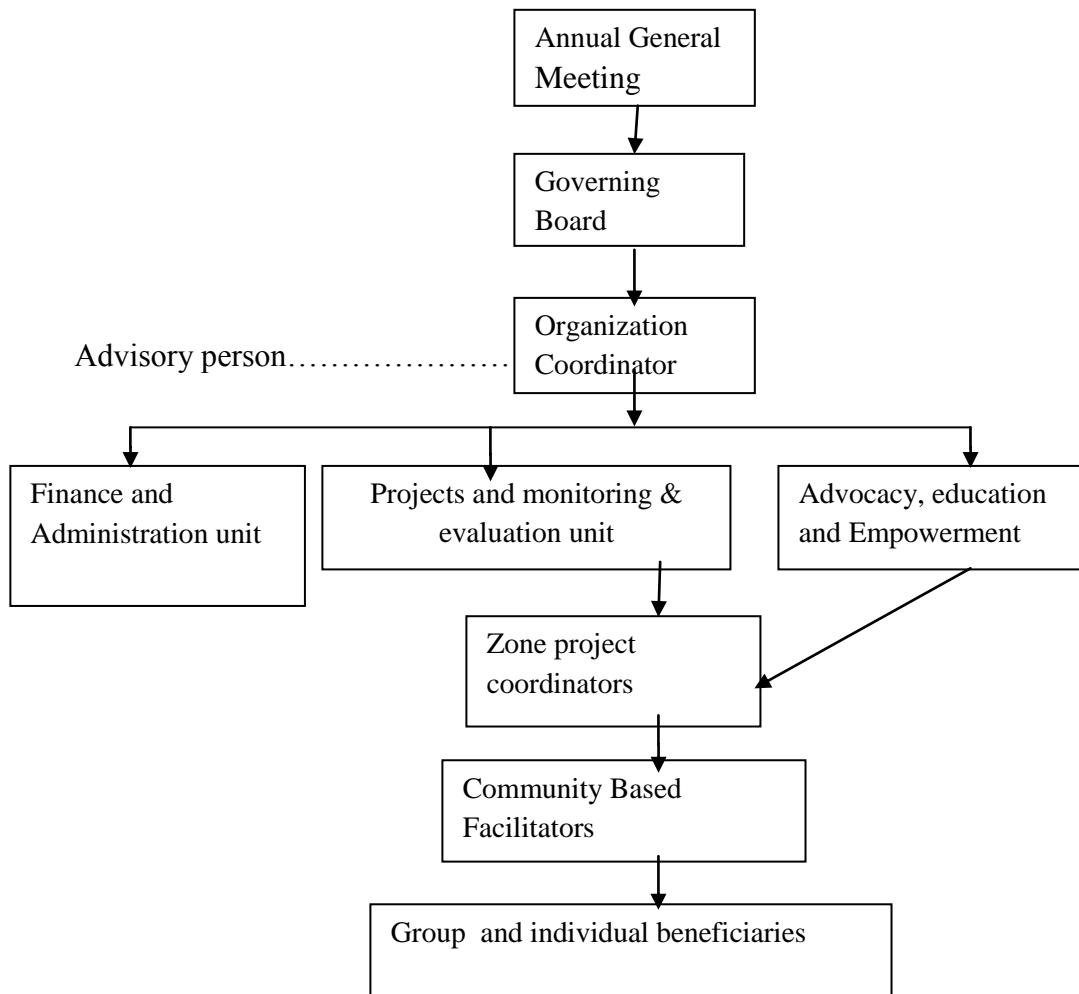 Annual General
Meeting
Governing
Board
Organization
Coordinator
Advisory person………………….
Finance and
Administration unit
Projects and monitoring &
evaluation unit
Advocacy, education
and Empowerment
Zone project
coordinators
Community Based
Facilitators
Group and individual beneficiaries